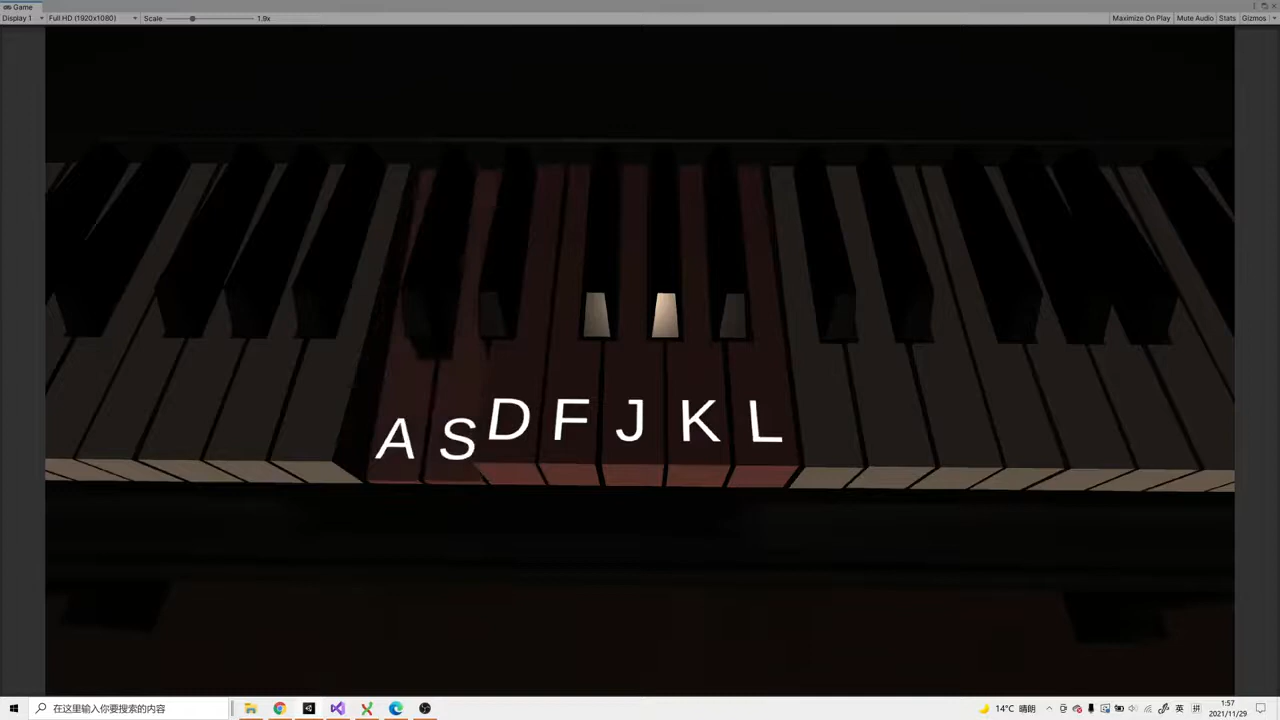 Game
Display 1 Full HD (1920x1080) Scale 1.9x Maximize On Play Mute Audio Stats Gizmos
A S D F J K L
在这里输入你要搜索的内容 14°C 晴朗 英 拼 1:57
2021/11/29